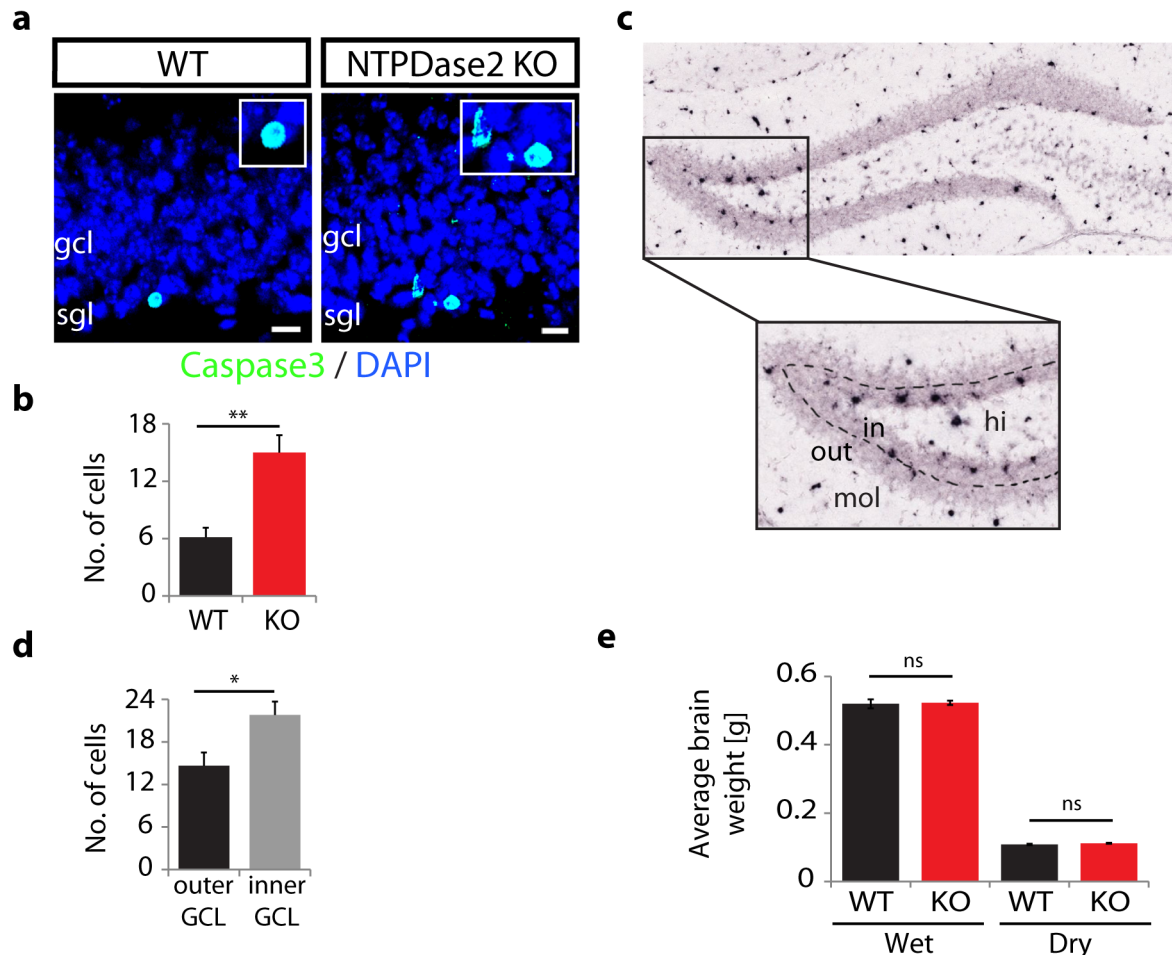 a
WT
NTPDase2 KO
gcl
sgl
gcl
sgl
Caspase3 / DAPI
b
No. of cells
18
12
6
0
**
WT
KO
c
in
out
hi
mol
d
No. of cells
24
18
12
6
0
*
outer
GCL
inner
GCL
e
Average brain
weight [g]
0.6
0.2
0.2
0
ns
ns
WT
KO
WT
KO
Wet
Dry